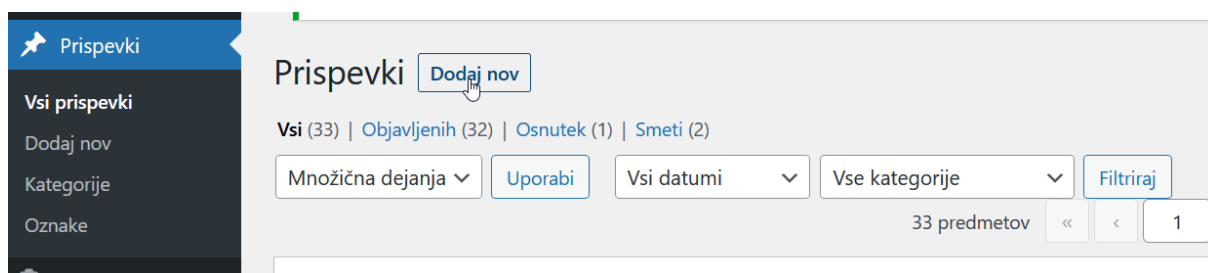 Prispevki
Vsi prispevki
Dodaj nov
Kategorije
Oznake
Prispevki Dodaj nov
Vsi (33) | Objavljenih (32) | Osnutek (1) | Smeti (2)
Množična dejanja Uporabi Vsi datumi Vse kategorije Filtriraj
33 predmetov « ‹ 1